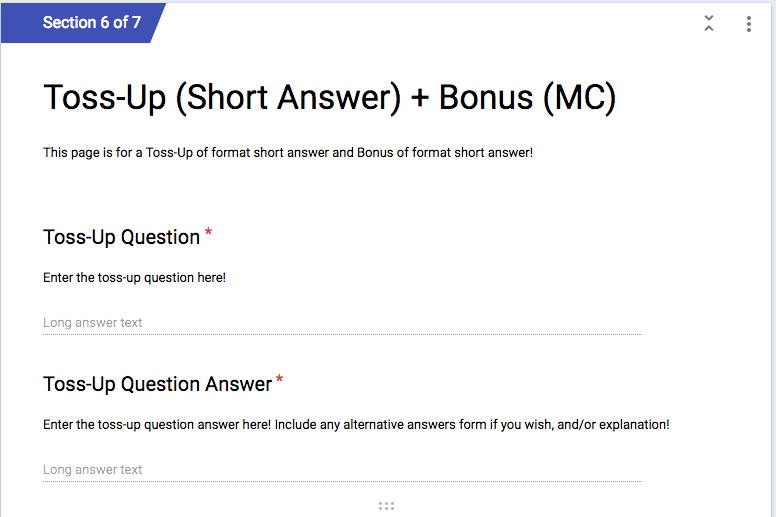 Section 6 of 7
Toss-Up (Short Answer) + Bonus (MC)
This page is for a Toss-Up of format short answer and Bonus of format short answer!
Toss-Up Question *
Enter the toss-up question here!
Long answer text
Toss-Up Question Answer *
Enter the toss-up question answer here! Include any alternative answers form if you wish, and/or explanation!
Long answer text